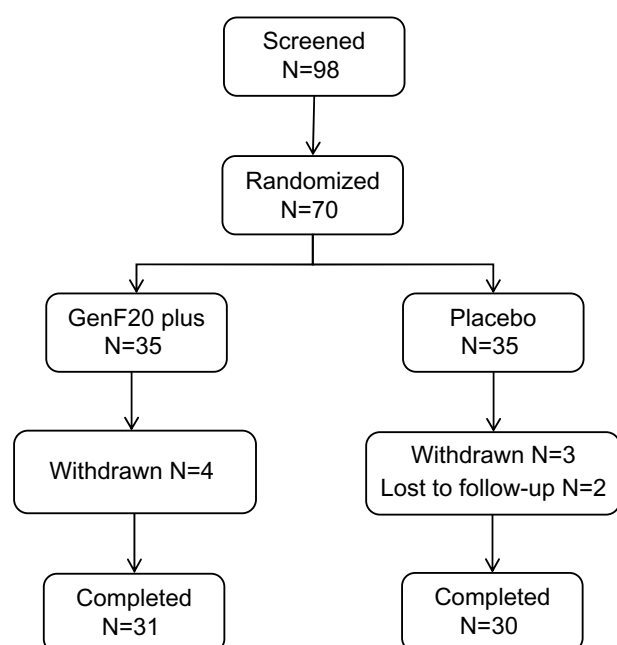 Screened
N=98
Randomized
N=70
GenF20 plus
N=35
Placebo
N=35
Withdrawn N=4
Withdrawn N=3
Lost to follow-up N=2
Completed
N=31
Completed
N=30